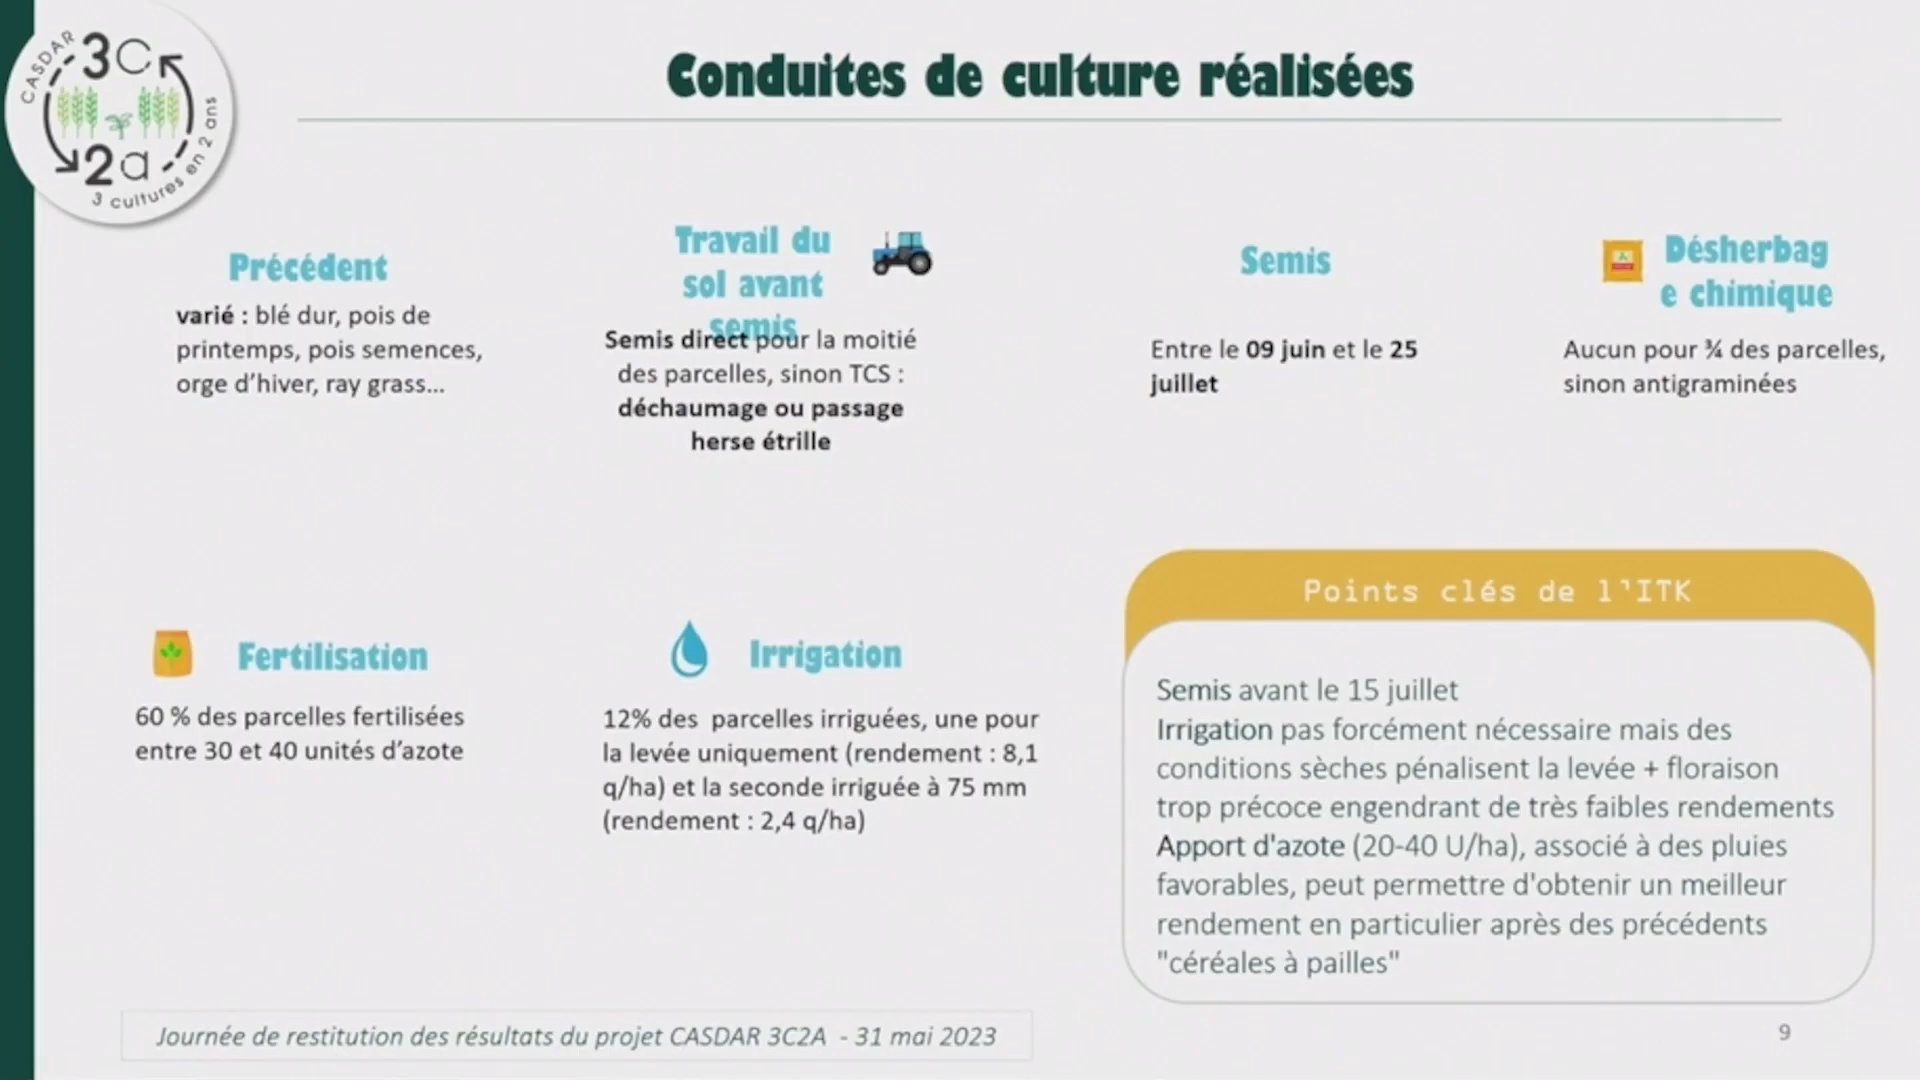 CASDAR
3C
2a
3 cultures en 2 ans
Conduites de culture réalisées
Précédent
varié : blé dur, pois de
printemps, pois semences,
orge d'hiver, ray grass...
Travail du
sol avant
semis
Semis direct pour la moitié
des parcelles, sinon TCS :
déchaumage ou passage
herse étrille
Semis
Entre le 09 juin et le 25
juillet
Désherbag
e chimique
Aucun pour ¾ des parcelles,
sinon antigraminées
Fertilisation
60 % des parcelles fertilisées
entre 30 et 40 unités d'azote
Irrigation
12% des parcelles irriguées, une pour
la levée uniquement (rendement : 8,1
q/ha) et la seconde irriguée à 75 mm
(rendement : 2,4 q/ha)
Points clés de l'ITK
Semis avant le 15 juillet
Irrigation pas forcément nécessaire mais des
conditions sèches pénalisent la levée + floraison
trop précoce engendrant de très faibles rendements
Apport d'azote (20-40 U/ha), associé à des pluies
favorables, peut permettre d'obtenir un meilleur
rendement en particulier après des précédents
"céréales à pailles"
Journée de restitution des résultats du projet CASDAR 3C2A - 31 mai 2023
9